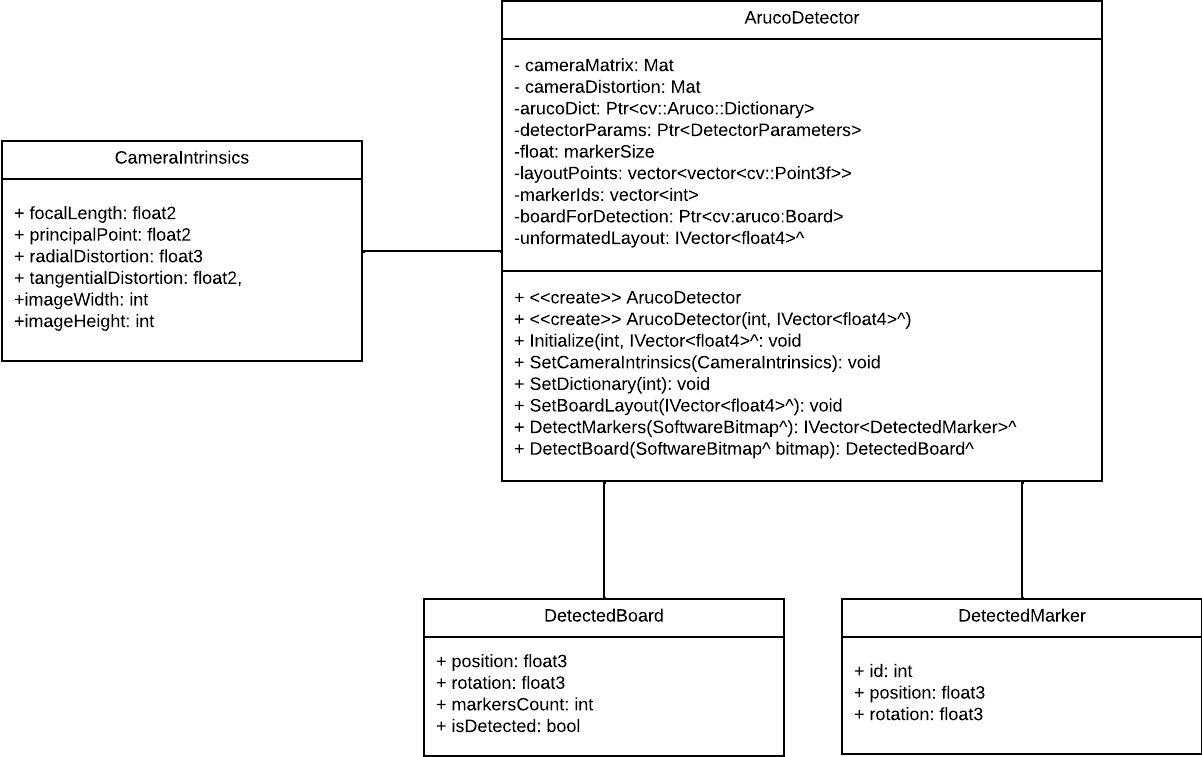 ArucoDetector
- cameraMatrix: Mat
- cameraDistortion: Mat
-arucoDict: Ptr<cv::Aruco::Dictionary>
-detectorParams: Ptr<DetectorParameters>
-float: markerSize
-layoutPoints: vector<vector<cv::Point3f>>
-markerIds: vector<int>
-boardForDetection: Ptr<cv:aruco:Board>
-unformatedLayout: IVector<float4>^
+ <<create>> ArucoDetector
+ <<create>> ArucoDetector(int, IVector<float4>^)
+ Initialize(int, IVector<float4>^: void
+ SetCameraIntrinsics(CameraIntrinsics): void
+ SetDictionary(int): void
+ SetBoardLayout(IVector<float4>^): void
+ DetectMarkers(SoftwareBitmap^): IVector<DetectedMarker>^
+ DetectBoard(SoftwareBitmap^ bitmap): DetectedBoard^
CameraIntrinsics
+ focalLength: float2
+ principalPoint: float2
+ radialDistortion: float3
+ tangentialDistortion: float2,
+imageWidth: int
+imageHeight: int
DetectedBoard
+ position: float3
+ rotation: float3
+ markersCount: int
+ isDetected: bool
DetectedMarker
+ id: int
+ position: float3
+ rotation: float3